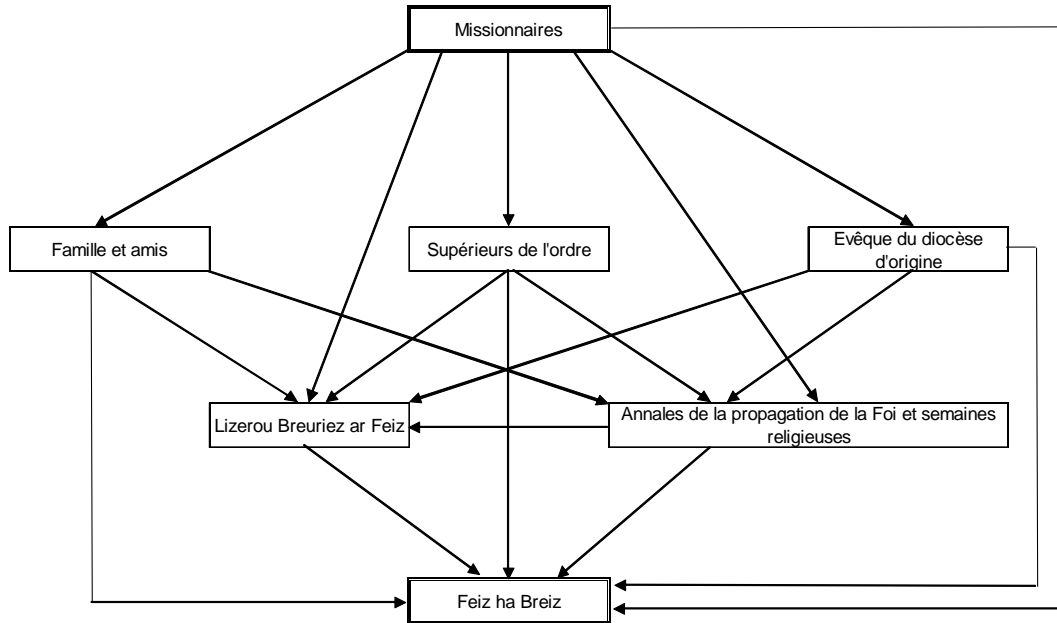 Missionnaires
Famille et amis
Supérieurs de l'ordre
Evêque du diocèse
d'origine
Lizerou Breuriez ar Feiz
Annales de la propagation de la Foi et semaines
religieuses
Feiz ha Breiz